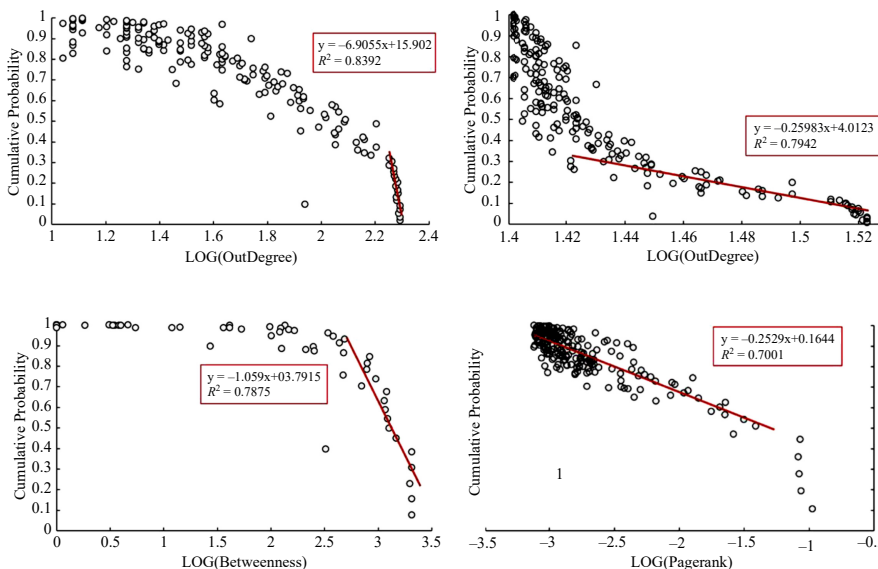 1
0.9
0.8
0.7
0.6
0.5
0.4
0.3
0.2
0.1
0
Cumulative Probability
y = –6.9055x+15.902
R² = 0.8392
1 1.2 1.4 1.6 1.8 2 2.2 2.4
LOG(OutDegree)
1
0.9
0.8
0.7
0.6
0.5
0.4
0.3
0.2
0.1
0
Cumulative Probability
y = –0.25983x+4.0123
R² = 0.7942
1.4 1.42 1.44 1.46 1.48 1.5 1.52
LOG(OutDegree)
1
0.9
0.8
0.7
0.6
0.5
0.4
0.3
0.2
0.1
0
Cumulative Probability
y = –1.059x+03.7915
R² = 0.7875
0 0.5 1 1.5 2 2.5 3 3.5
LOG(Betweenness)
Cumulative Probability
y = –0.2529x+0.1644
R² = 0.7001
1
–3.5 –3 –2.5 –2 –1.5 –1 –0.
LOG(Pagerank)